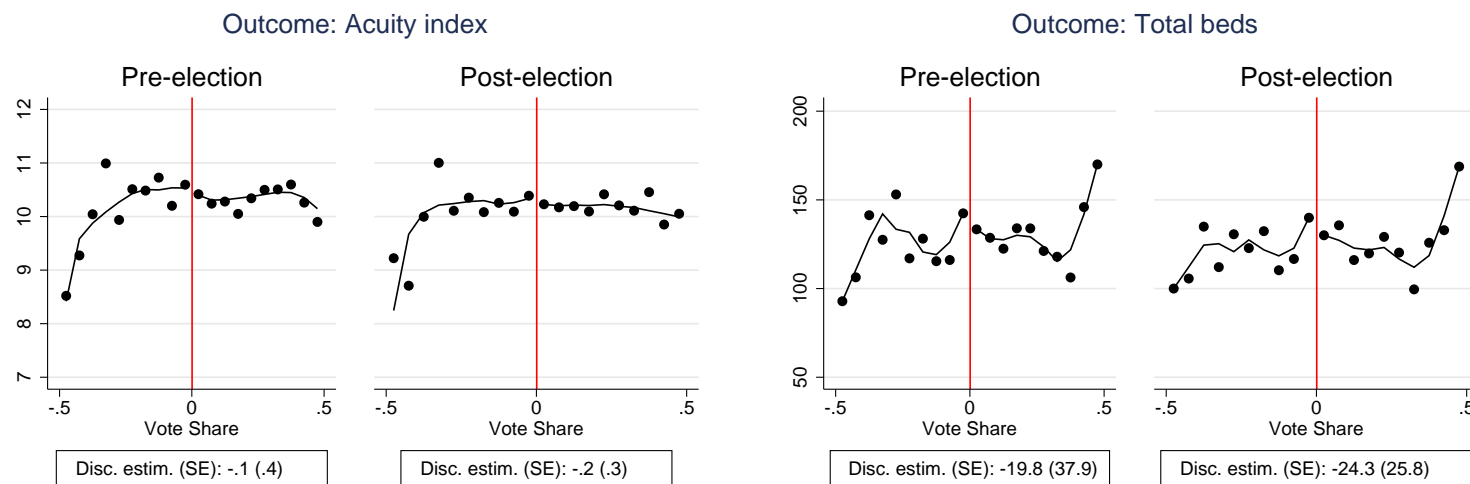 Outcome: Acuity index
Pre-election
Post-election
12
11
10
9
8
7
-.5 0 .5
Vote Share
-.5 0 .5
Vote Share
Disc. estim. (SE): -.1 (.4)
Disc. estim. (SE): -.2 (.3)
Outcome: Total beds
Pre-election
Post-election
200
150
100
50
-.5 0 .5
Vote Share
-.5 0 .5
Vote Share
Disc. estim. (SE): -19.8 (37.9)
Disc. estim. (SE): -24.3 (25.8)